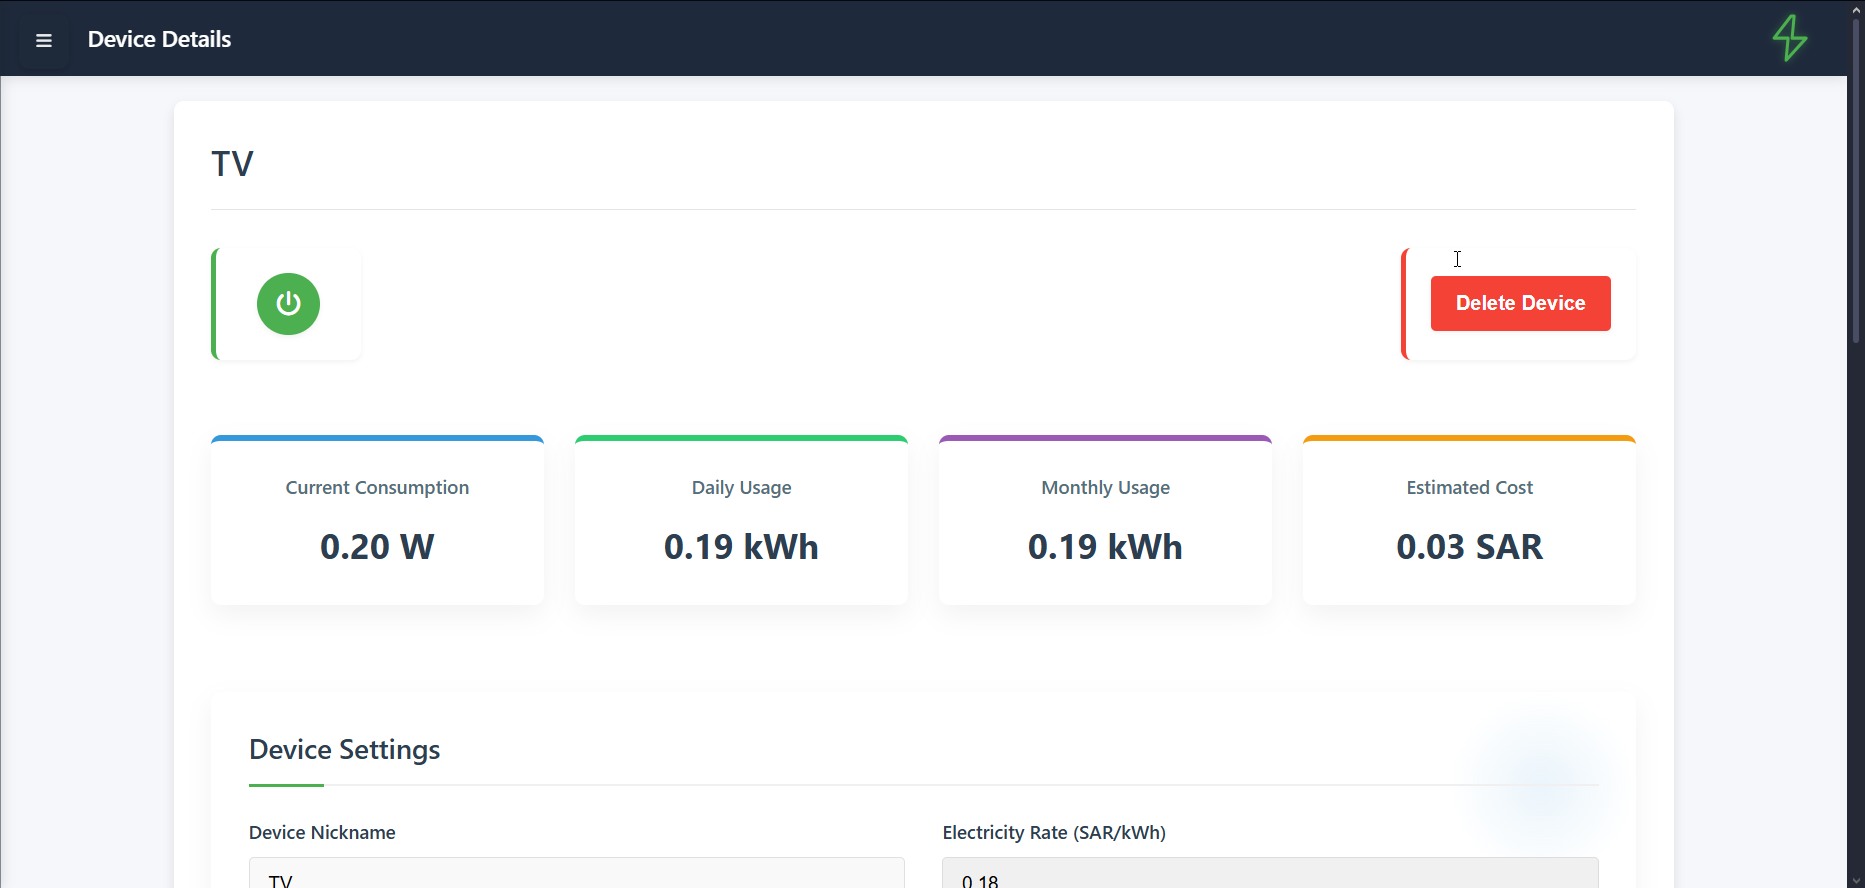 Device Details
TV
Delete Device
Current Consumption
0.20 W
Daily Usage
0.19 kWh
Monthly Usage
0.19 kWh
Estimated Cost
0.03 SAR
Device Settings
Device Nickname
TV
Electricity Rate (SAR/kWh)
0.18